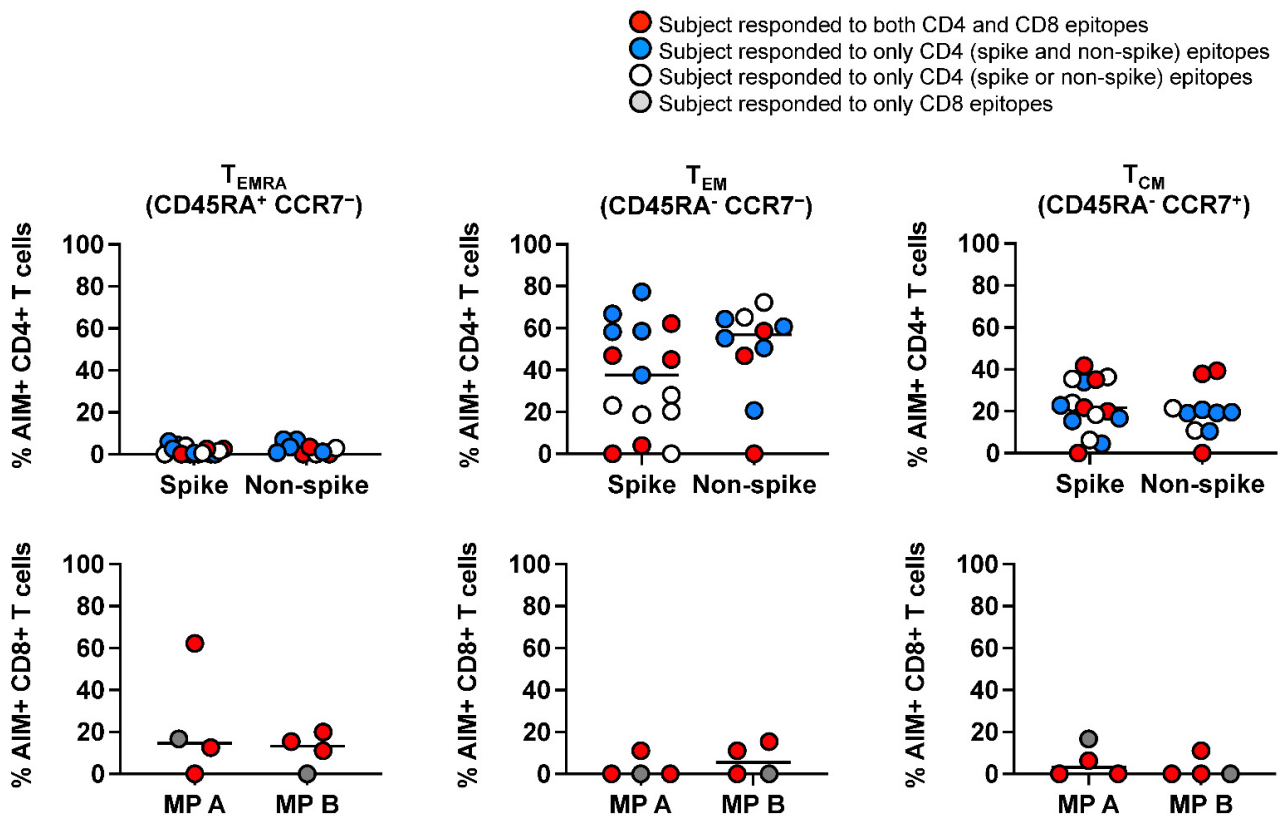 Subject responded to both CD4 and CD8 epitopes
Subject responded to only CD4 (spike and non-spike) epitopes
Subject responded to only CD4 (spike or non-spike) epitopes
Subject responded to only CD8 epitopes
TEMRA
(CD45RA+ CCR7−)
% AIM+ CD4+ T cells
100
80
60
40
20
0
Spike
Non-spike
TEM
(CD45RA- CCR7−)
% AIM+ CD4+ T cells
100
80
60
40
20
0
Spike
Non-spike
TCM
(CD45RA- CCR7+)
% AIM+ CD4+ T cells
100
80
60
40
20
0
Spike
Non-spike
% AIM+ CD8+ T cells
100
80
60
40
20
0
MP A
MP B
% AIM+ CD8+ T cells
100
80
60
40
20
0
MP A
MP B
% AIM+ CD8+ T cells
100
80
60
40
20
0
MP A
MP B